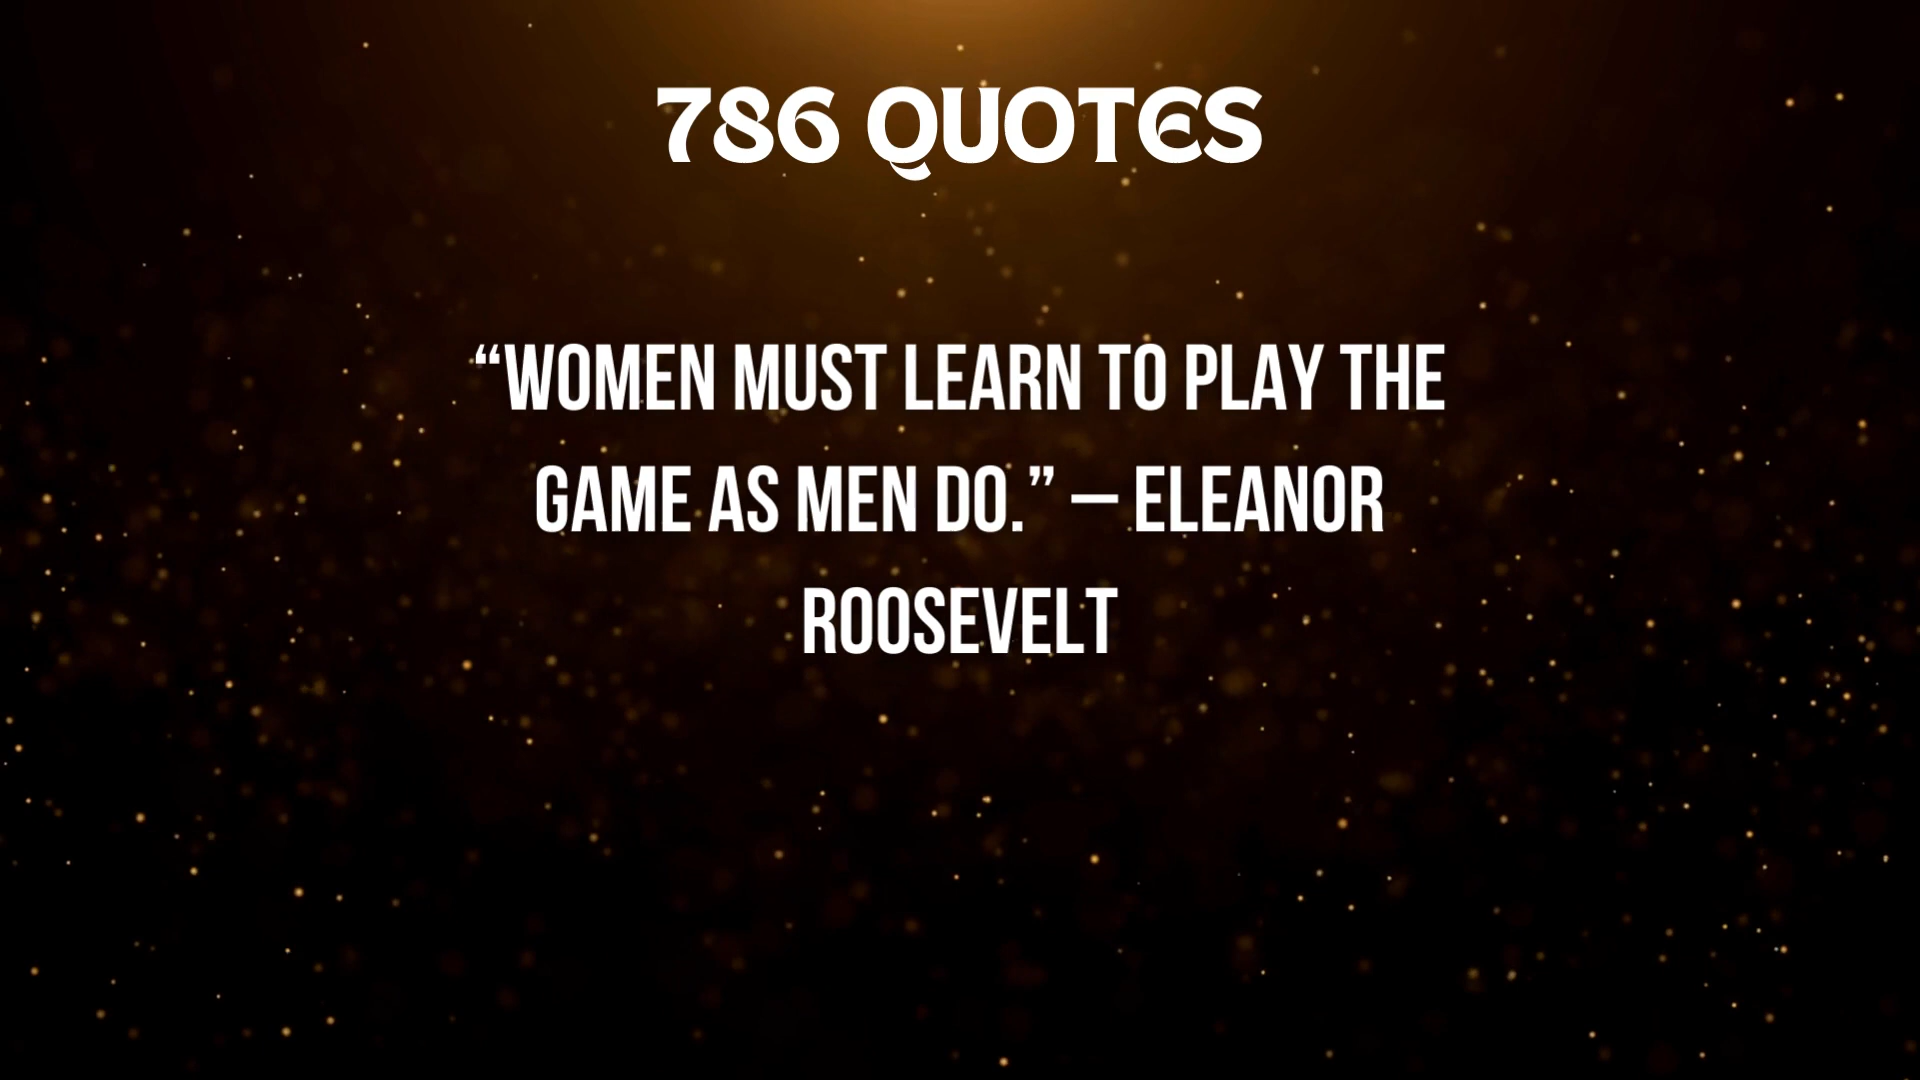 786 QUOTES
“WOMEN MUST LEARN TO PLAY THE
GAME AS MEN DO.” – ELEANOR
ROOSEVELT